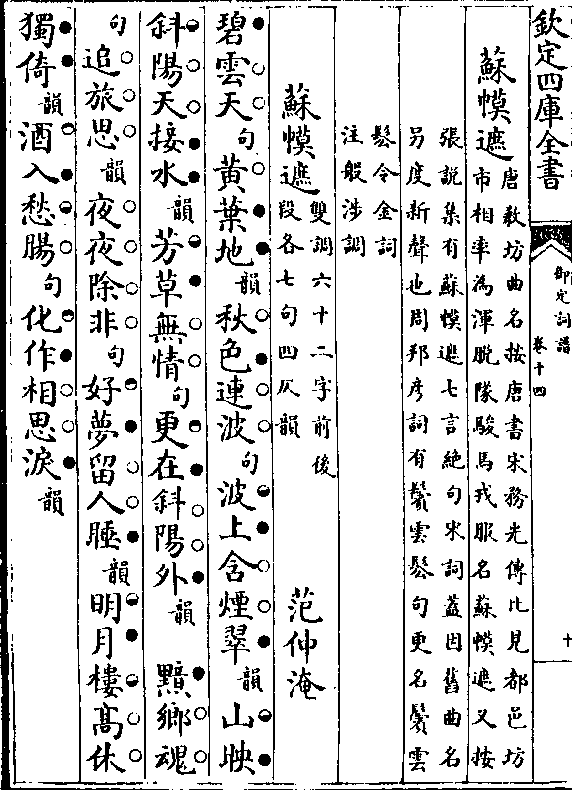 欽定四庫全書
御定詞譜
卷十四
十
蘇幙遮
唐教坊曲名按唐書宋務光傳比見都邑坊
市相率為渾脫隊駿馬戎服名蘇幙遮又按
張說集有蘇幙遮七言絕句宋詞蓋因舊曲名
另度新聲也周邦彥詞有鬢雲鬆句更名鬢雲
鬆令金詞
注般涉調
蘇幙遮
雙調六十二字前後
段各七句四仄韻
范仲淹
碧雲天句黃葉地韻秋色連波句波上含煙翠韻山映
斜陽天接水韻芳草無情句更在斜陽外韻 黯鄉魂
句追旅思韻夜夜除非句好夢留人睡韻明月樓高休
獨倚韻酒入愁腸句化作相思淚韻